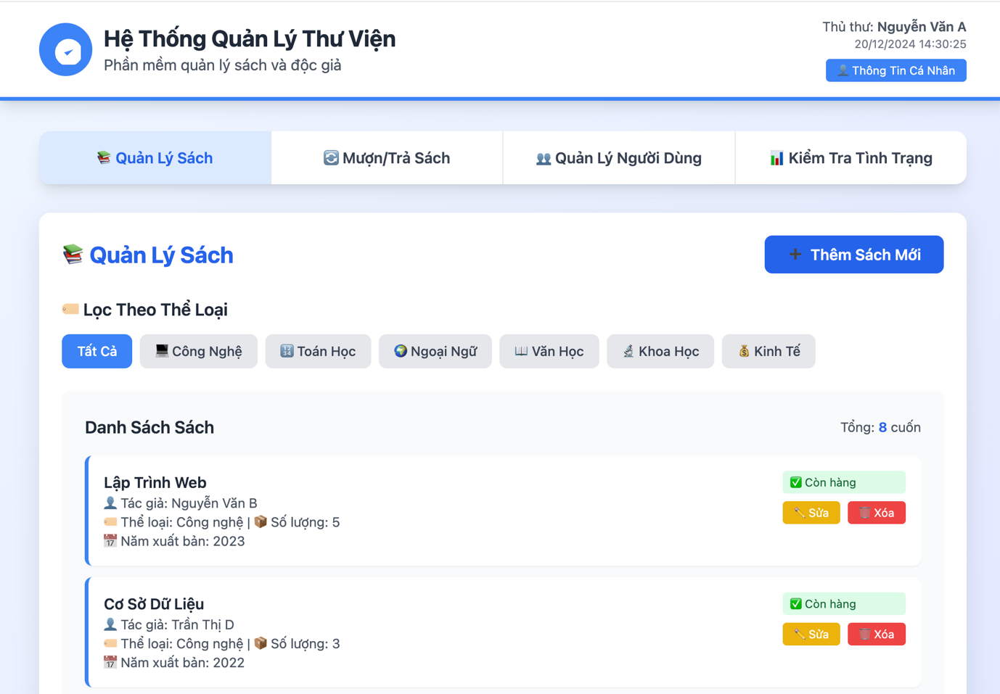 Hệ Thống Quản Lý Thư Viện
Phần mềm quản lý sách và độc giả
Thủ thư: Nguyễn Văn A
20/12/2024 14:30:25
👤 Thông Tin Cá Nhân
📚 Quản Lý Sách
🔄 Mượn/Trả Sách
👥 Quản Lý Người Dùng
📊 Kiểm Tra Tình Trạng
📚 Quản Lý Sách
➕ Thêm Sách Mới
🏷️ Lọc Theo Thể Loại
Tất Cả
💻 Công Nghệ
🔢 Toán Học
🌍 Ngoại Ngữ
📖 Văn Học
🔬 Khoa Học
💰 Kinh Tế
Danh Sách Sách
Tổng: 8 cuốn
Lập Trình Web
👤 Tác giả: Nguyễn Văn B
🏷️ Thể loại: Công nghệ | 📦 Số lượng: 5
📅 Năm xuất bản: 2023
✅ Còn hàng
✏️ Sửa
🗑️ Xóa
Cơ Sở Dữ Liệu
👤 Tác giả: Trần Thị D
🏷️ Thể loại: Công nghệ | 📦 Số lượng: 3
📅 Năm xuất bản: 2022
✅ Còn hàng
✏️ Sửa
🗑️ Xóa